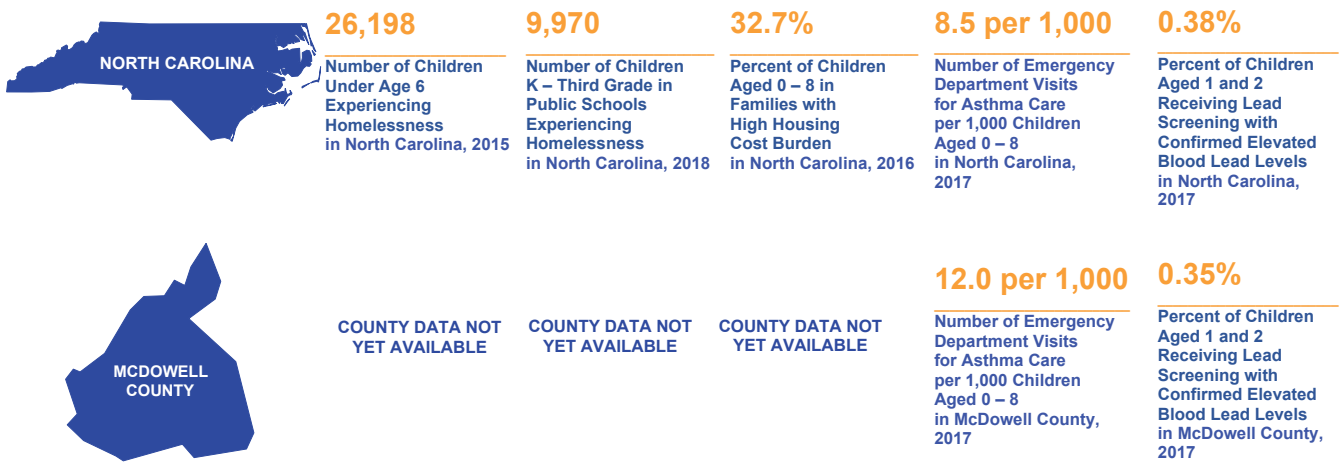 NORTH CAROLINA
26,198
Number of Children
Under Age 6
Experiencing
Homelessness
in North Carolina, 2015
9,970
Number of Children
K – Third Grade in
Public Schools
Experiencing
Homelessness
in North Carolina, 2018
32.7%
Percent of Children
Aged 0 – 8 in
Families with
High Housing
Cost Burden
in North Carolina, 2016
8.5 per 1,000
Number of Emergency
Department Visits
for Asthma Care
per 1,000 Children
Aged 0 – 8
in North Carolina,
2017
0.38%
Percent of Children
Aged 1 and 2
Receiving Lead
Screening with
Confirmed Elevated
Blood Lead Levels
in North Carolina,
2017
MCDOWELL
COUNTY
COUNTY DATA NOT
YET AVAILABLE
COUNTY DATA NOT
YET AVAILABLE
COUNTY DATA NOT
YET AVAILABLE
12.0 per 1,000
Number of Emergency
Department Visits
for Asthma Care
per 1,000 Children
Aged 0 – 8
in McDowell County,
2017
0.35%
Percent of Children
Aged 1 and 2
Receiving Lead
Screening with
Confirmed Elevated
Blood Lead Levels
in McDowell County,
2017